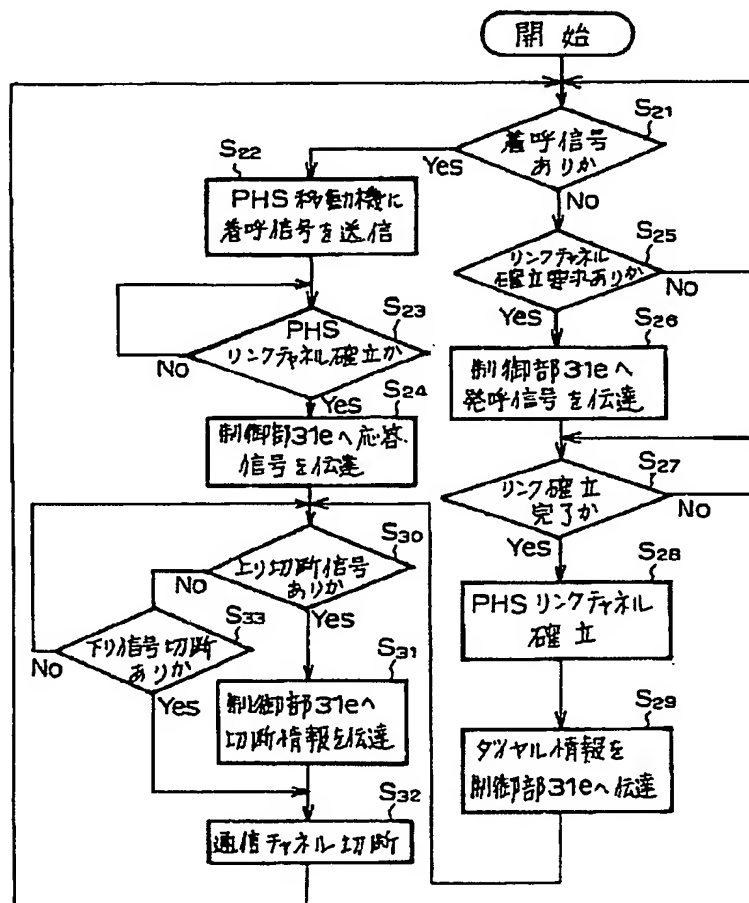 開始
S21
着呼信号
ありか
Yes
No
S22
PHS移動機に
着呼信号を送信
S25
リンクチャネル
確立要求ありか
No
Yes
S23
PHS
リンクチャネル確立か
No
Yes
S26
制御部31eへ
発呼信号を伝達
S24
制御部31eへ応答
信号を伝達
S27
リンク確立
完了か
No
Yes
S30
上り切断信号
ありか
No
Yes
S28
PHSリンクチャネル
確立
S33
下り信号切断
ありか
No
Yes
S31
制御部31eへ
切断情報を伝達
S29
ダイヤル情報を
制御部31eへ伝達
S32
通信チャネル切断